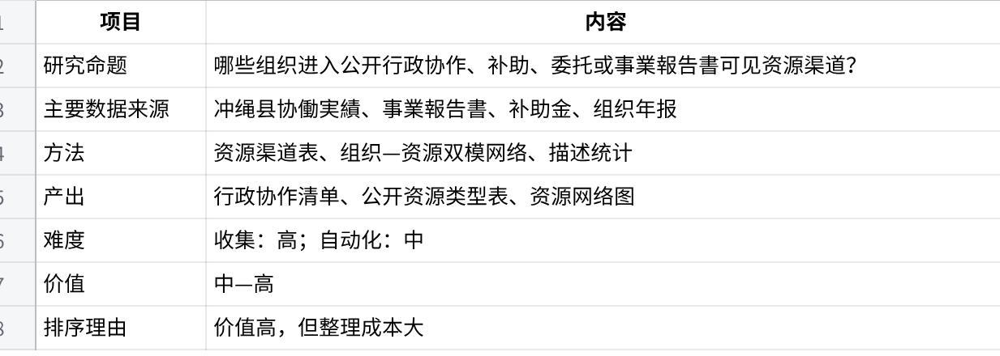 1 项目 内容
2 研究命题 哪些组织进入公开行政协作、补助、委托或事業報告書可见资源渠道？
3 主要数据来源 冲绳县协働実績、事業報告書、补助金、组织年报
4 方法 资源渠道表、组织—资源双模网络、描述统计
5 产出 行政协作清单、公开资源类型表、资源网络图
6 难度 收集：高；自动化：中
7 价值 中—高
8 排序理由 价值高，但整理成本大